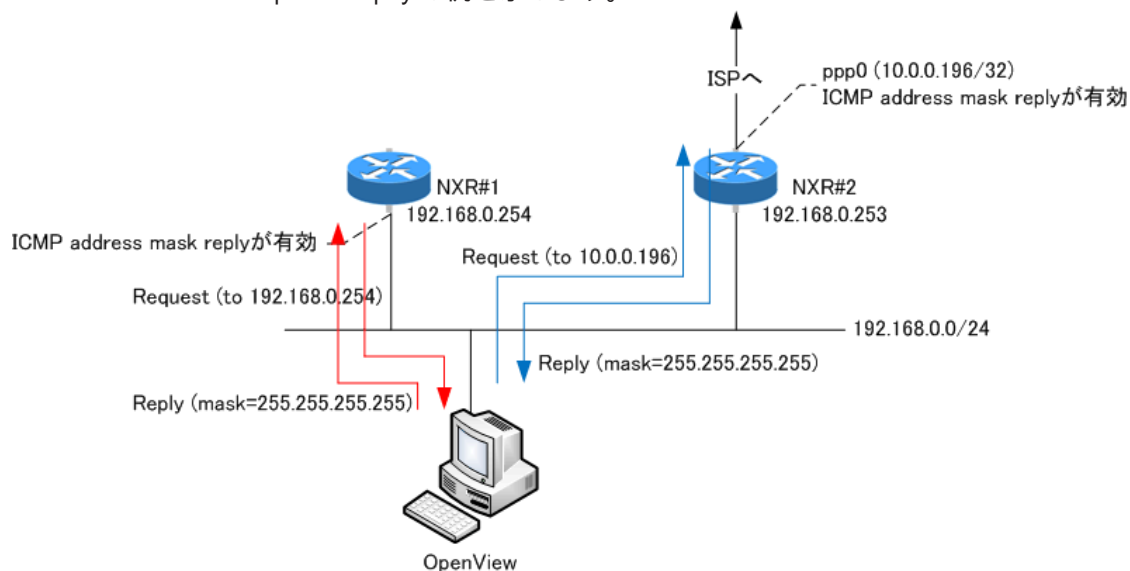 ISPへ
ppp0 (10.0.0.196/32)
ICMP address mask replyが有効
NXR#1
192.168.0.254
NXR#2
192.168.0.253
ICMP address mask replyが有効
Request (to 10.0.0.196)
Request (to 192.168.0.254)
192.168.0.0/24
Reply (mask=255.255.255.255)
Reply (mask=255.255.255.255)
OpenView